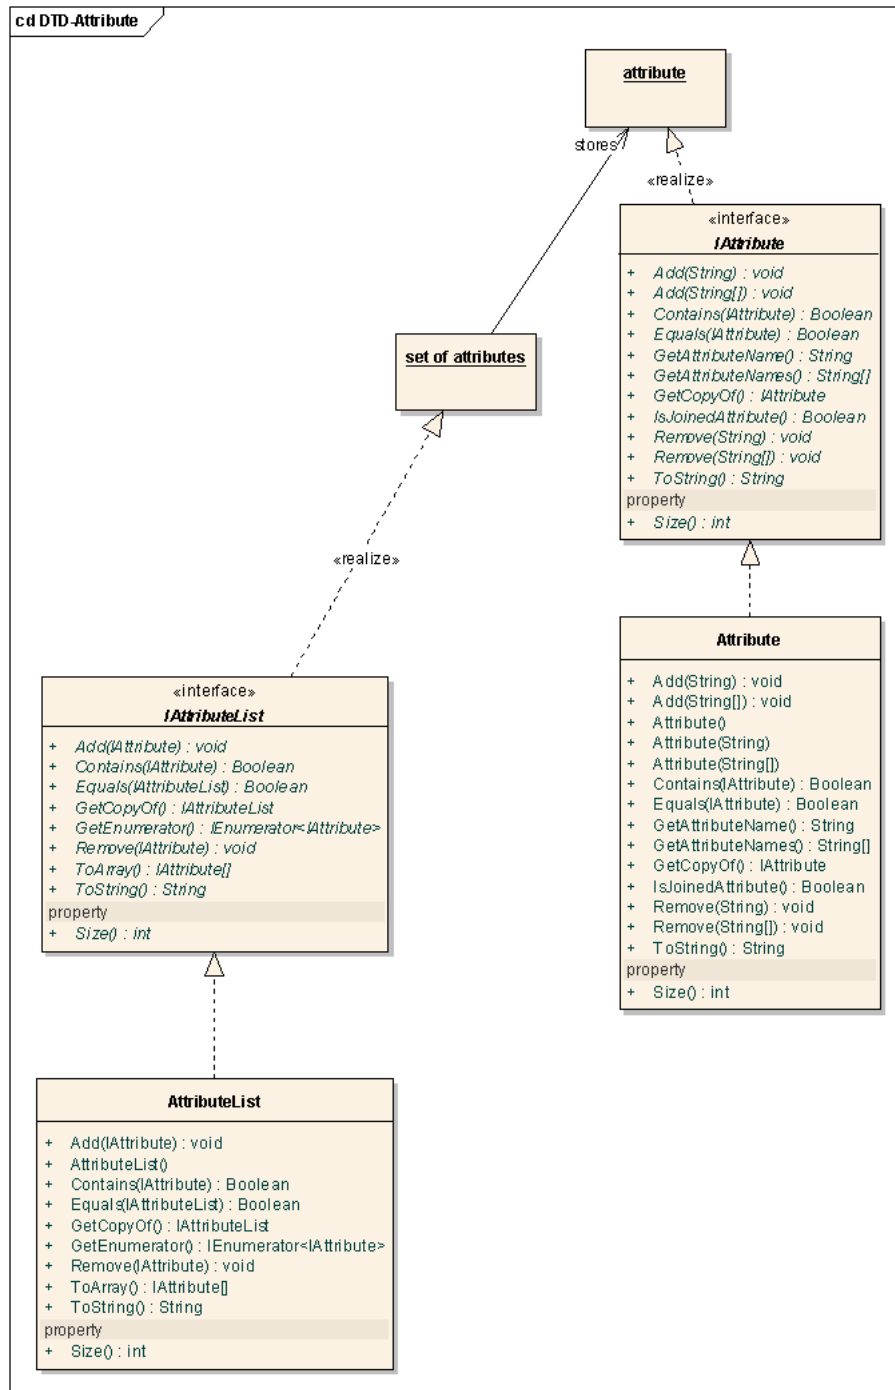 cd DTD-Attribute
attribute
stores
«realize»
«interface»
IAttribute
+ Add(String) : void
+ Add(String[]) : void
+ Contains(IAttribute) : Boolean
+ Equals(IAttribute) : Boolean
+ GetAttributeName() : String
+ GetAttributeNames() : String[]
+ GetCopyOf() : IAttribute
+ IsJoinedAttribute() : Boolean
+ Remove(String) : void
+ Remove(String[]) : void
+ ToString() : String
property
+ Size() : int
set of attributes
«realize»
Attribute
+ Add(String) : void
+ Add(String[]) : void
+ Attribute()
+ Attribute(String)
+ Attribute(String[])
+ Contains(IAttribute) : Boolean
+ Equals(IAttribute) : Boolean
+ GetAttributeName() : String
+ GetAttributeNames() : String[]
+ GetCopyOf() : IAttribute
+ IsJoinedAttribute() : Boolean
+ Remove(String) : void
+ Remove(String[]) : void
+ ToString() : String
property
+ Size() : int
«interface»
IAttributeList
+ Add(IAttribute) : void
+ Contains(IAttribute) : Boolean
+ Equals(IAttributeList) : Boolean
+ GetCopyOf() : IAttributeList
+ GetEnumerator() : IEnumerator<IAttribute>
+ Remove(IAttribute) : void
+ ToArray() : IAttribute[]
+ ToString() : String
property
+ Size() : int
AttributeList
+ Add(IAttribute) : void
+ AttributeList()
+ Contains(IAttribute) : Boolean
+ Equals(IAttributeList) : Boolean
+ GetCopyOf() : IAttributeList
+ GetEnumerator() : IEnumerator<IAttribute>
+ Remove(IAttribute) : void
+ ToArray() : IAttribute[]
+ ToString() : String
property
+ Size() : int